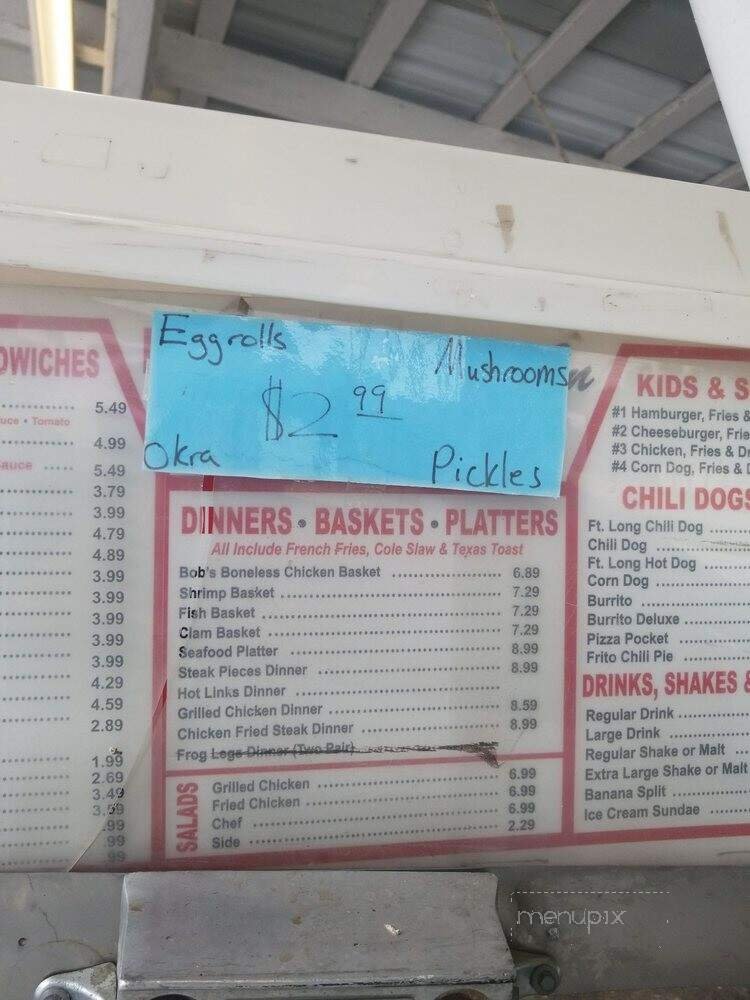 Eggrolls
Mushrooms
$2 99
Okra
Pickles
DWICHES
5.49
uce • Tomato
4.99
auce
5.49
3.79
3.99
4.79
4.89
3.99
3.99
3.99
3.99
3.99
4.29
4.59
2.89
1.99
2.69
3.49
.99
.99
DINNERS • BASKETS • PLATTERS
All Include French Fries, Cole Slaw & Texas Toast
Bob's Boneless Chicken Basket 6.89
Shrimp Basket 7.29
Fish Basket 7.29
Clam Basket 7.29
Seafood Platter 8.99
Steak Pieces Dinner 8.99
Hot Links Dinner
Grilled Chicken Dinner 8.59
Chicken Fried Steak Dinner 8.99
Frog Legs Dinner (Two Pair)
SALADS
Grilled Chicken 6.99
Fried Chicken 6.99
Chef 6.99
Side 2.29
KIDS & S
#1 Hamburger, Fries &
#2 Cheeseburger, Frie
#3 Chicken, Fries & Dr
#4 Corn Dog, Fries &
CHILI DOGS
Ft. Long Chili Dog
Chili Dog
Ft. Long Hot Dog
Corn Dog
Burrito
Burrito Deluxe
Pizza Pocket
Frito Chili Pie
DRINKS, SHAKES &
Regular Drink
Large Drink
Regular Shake or Malt
Extra Large Shake or Malt
Banana Split
Ice Cream Sundae
menupix